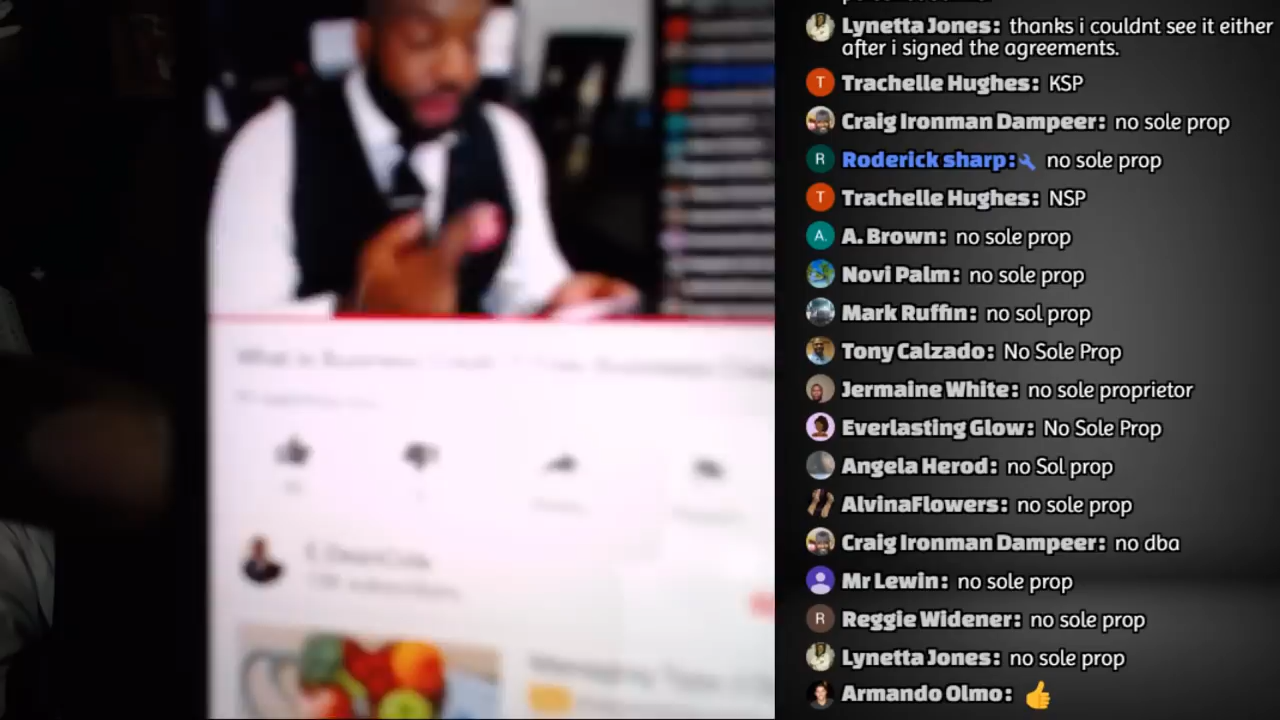 Lynetta Jones: thanks i couldnt see it either
after i signed the agreements.
T
Trachelle Hughes: KSP
Craig Ironman Dampeer: no sole prop
R
Roderick sharp: no sole prop
T
Trachelle Hughes: NSP
A.
A. Brown: no sole prop
Novi Palm: no sole prop
Mark Ruffin: no sol prop
Tony Calzado: No Sole Prop
Jermaine White: no sole proprietor
Everlasting Glow: No Sole Prop
Angela Herod: no Sol prop
AlvinaFlowers: no sole prop
Craig Ironman Dampeer: no dba
Mr Lewin: no sole prop
R
Reggie Widener: no sole prop
Lynetta Jones: no sole prop
Armando Olmo: 👍